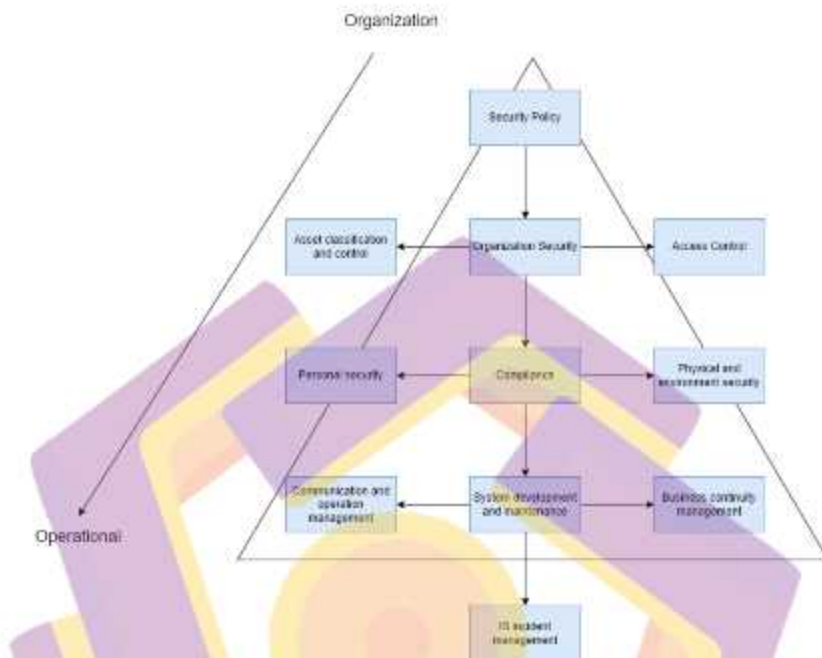 Organization
Security Policy
Asset classification
and control
Organization Security
Access Control
Personal security
Compliance
Physical and
environment security
Communication and
operation
management
System development
and maintenance
Business continuity
management
Operational
IS incident
management